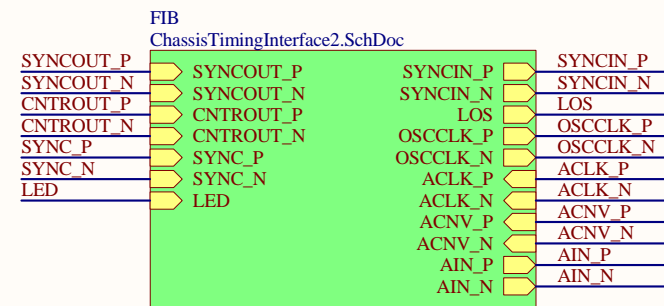 FIB
ChassisTimingInterface2.SchDoc
SYNCOUT_P
SYNCOUT_N
CNTROUT_P
CNTROUT_N
SYNC_P
SYNC_N
LED
SYNCOUT_P
SYNCOUT_N
CNTROUT_P
CNTROUT_N
SYNC_P
SYNC_N
LED
SYNCIN_P
SYNCIN_N
LOS
OSCCLK_P
OSCCLK_N
ACLK_P
ACLK_N
ACNV_P
ACNV_N
AIN_P
AIN_N
SYNCIN_P
SYNCIN_N
LOS
OSCCLK_P
OSCCLK_N
ACLK_P
ACLK_N
ACNV_P
ACNV_N
AIN_P
AIN_N